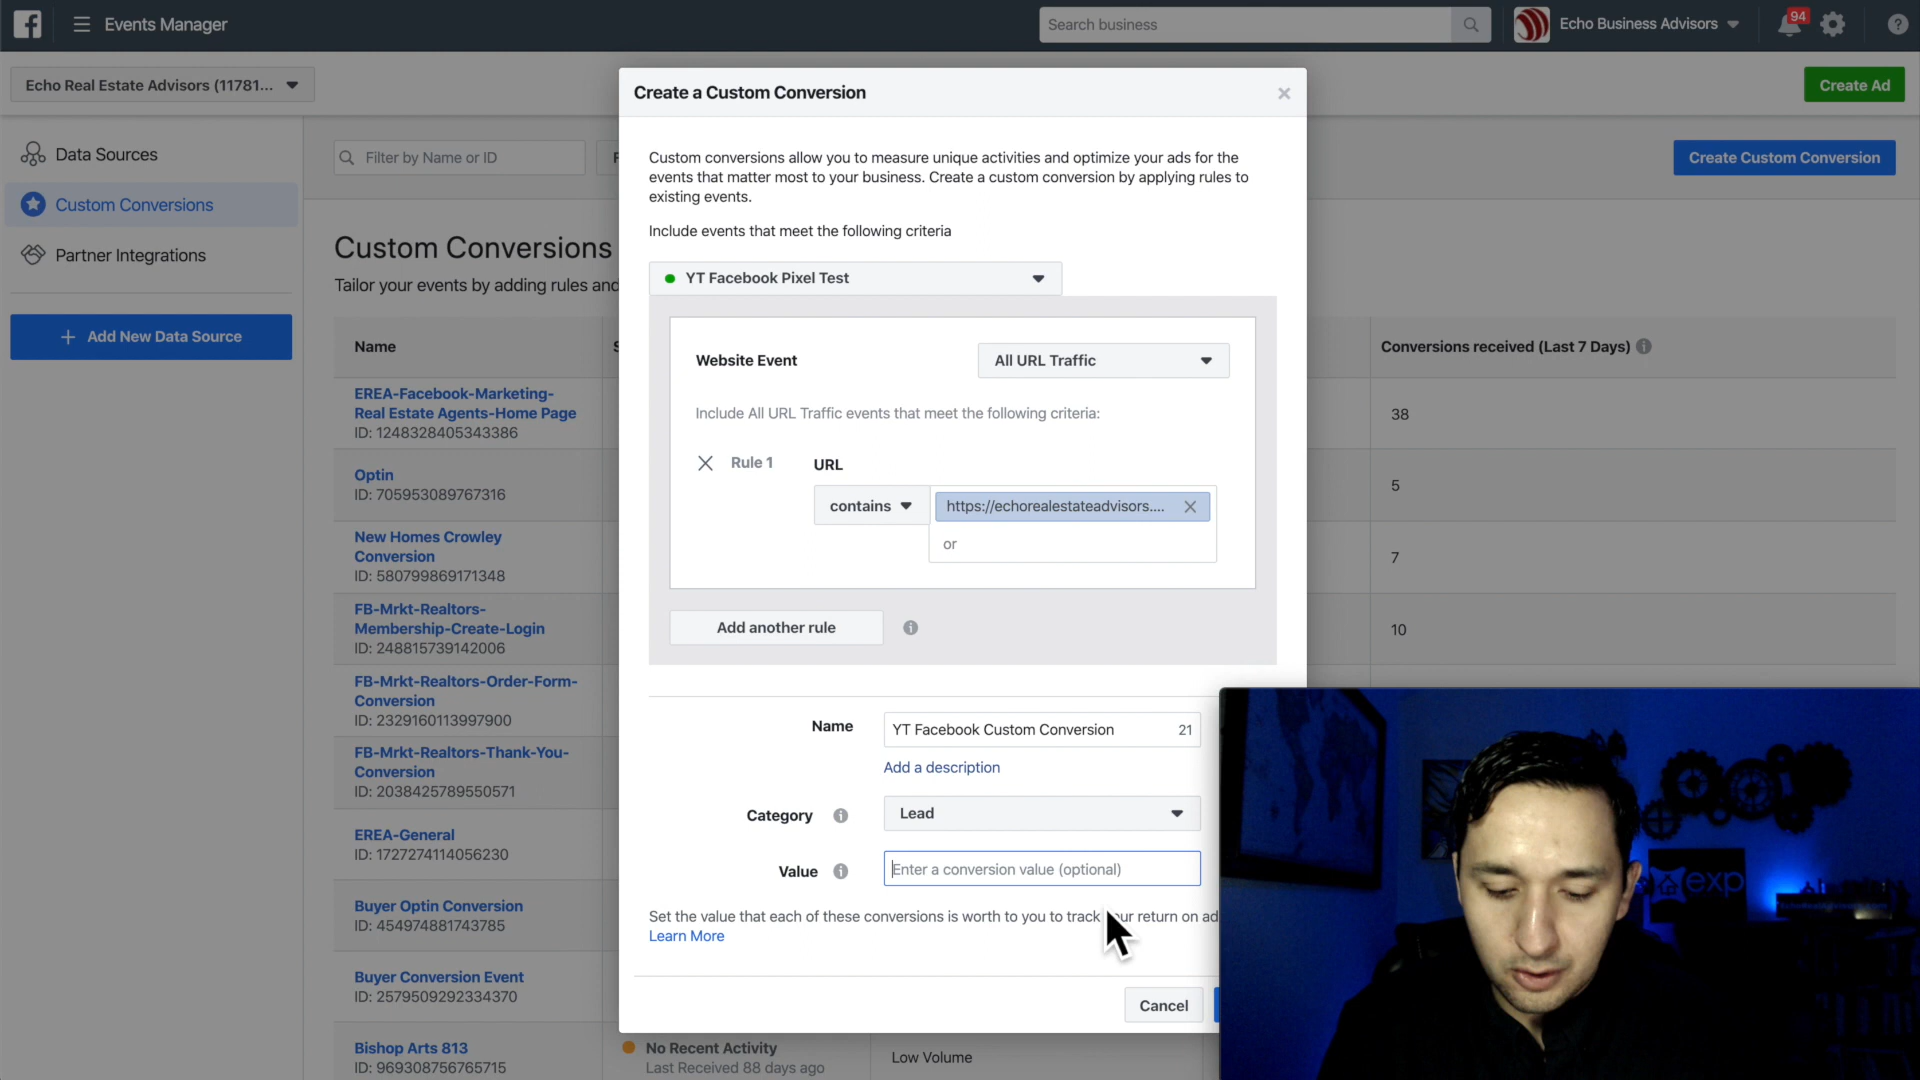 Events Manager
Search business
Echo Business Advisors
94
Echo Real Estate Advisors (11781...
Create Ad
Data Sources
Custom Conversions
Partner Integrations
Add New Data Source
Filter by Name or ID
Create Custom Conversion
Custom Conversions
Tailor your events by adding rules and
Name
Conversions received (Last 7 Days)
EREA-Facebook-Marketing-
Real Estate Agents-Home Page
ID: 1248328405343386
38
Optin
ID: 705953089767316
5
New Homes Crowley
Conversion
ID: 580799869171348
7
FB-Mrkt-Realtors-
Membership-Create-Login
ID: 248815739142006
10
FB-Mrkt-Realtors-Order-Form-
Conversion
ID: 2329160113997900
FB-Mrkt-Realtors-Thank-You-
Conversion
ID: 2038425789550571
EREA-General
ID: 1727274114056230
Buyer Optin Conversion
ID: 454974881743785
Buyer Conversion Event
ID: 2579509292334370
Bishop Arts 813
ID: 969308756765715
No Recent Activity
Last Received 88 days ago
Low Volume
Create a Custom Conversion
Custom conversions allow you to measure unique activities and optimize your ads for the
events that matter most to your business. Create a custom conversion by applying rules to
existing events.
Include events that meet the following criteria
YT Facebook Pixel Test
Website Event
All URL Traffic
Include All URL Traffic events that meet the following criteria:
Rule 1
URL
contains
https://echorealestateadvisors....
or
Add another rule
Name
YT Facebook Custom Conversion
21
Add a description
Category
Lead
Value
Enter a conversion value (optional)
Set the value that each of these conversions is worth to you to track your return on ad
Learn More
Cancel
exp